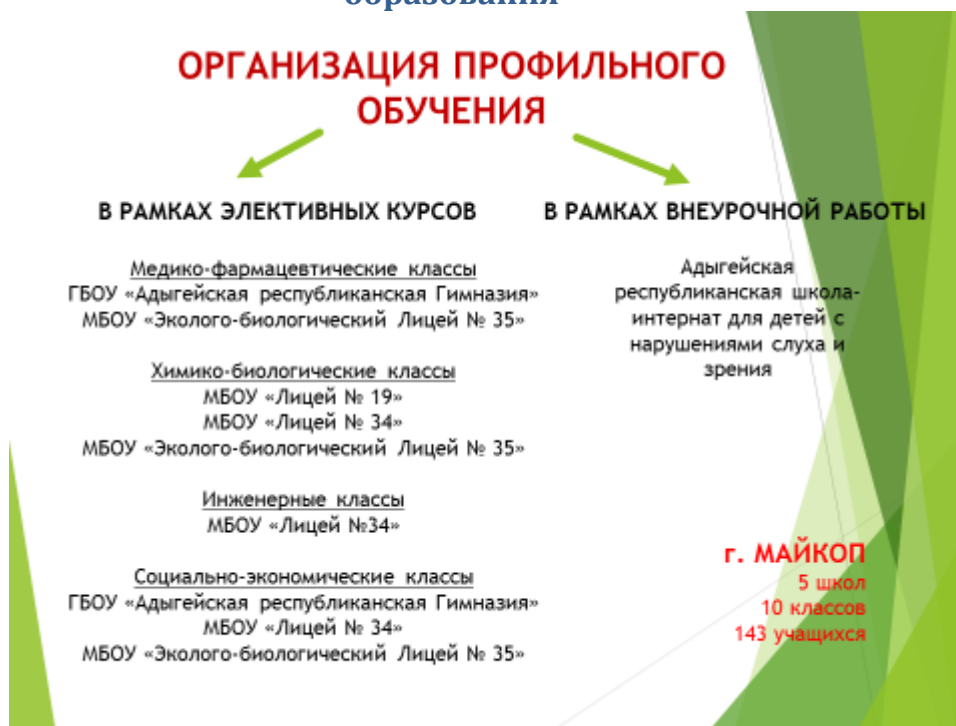 образования
ОРГАНИЗАЦИЯ ПРОФИЛЬНОГО
ОБУЧЕНИЯ
В РАМКАХ ЭЛЕКТИВНЫХ КУРСОВ
Медико-фармацевтические классы
ГБОУ «Адыгейская республиканская Гимназия»
МБОУ «Эколого-биологический Лицей № 35»
Химико-биологические классы
МБОУ «Лицей № 19»
МБОУ «Лицей № 34»
МБОУ «Эколого-биологический Лицей № 35»
Инженерные классы
МБОУ «Лицей №34»
Социально-экономические классы
ГБОУ «Адыгейская республиканская Гимназия»
МБОУ «Лицей № 34»
МБОУ «Эколого-биологический Лицей № 35»
В РАМКАХ ВНЕУРОЧНОЙ РАБОТЫ
Адыгейская
республиканская школа-
интернат для детей с
нарушениями слуха и
зрения
г. МАЙКОП
5 школ
10 классов
143 учащихся